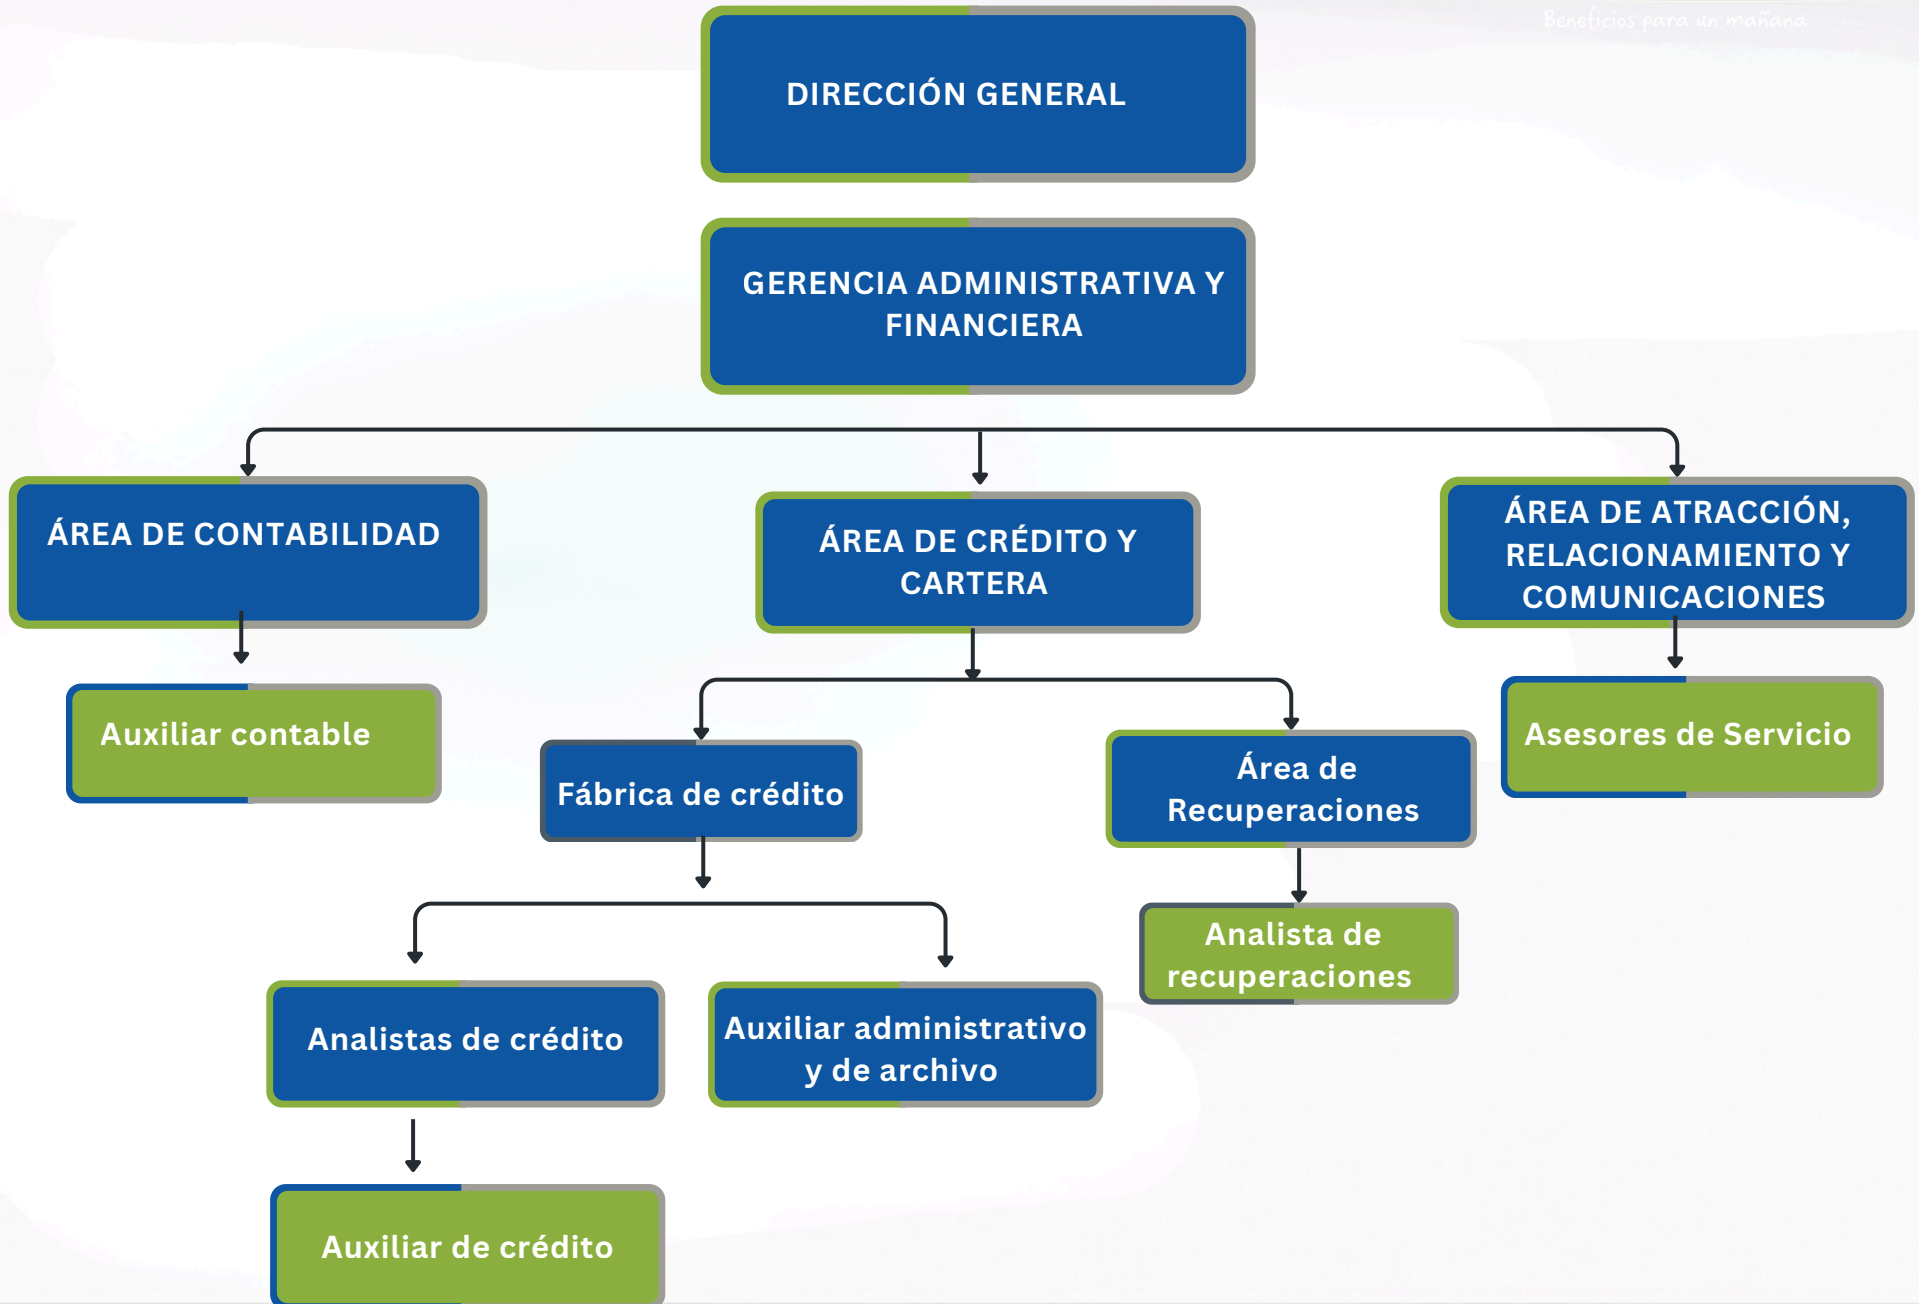 Beneficios para un mañana
DIRECCIÓN GENERAL
GERENCIA ADMINISTRATIVA Y
FINANCIERA
ÁREA DE CONTABILIDAD
ÁREA DE CRÉDITO Y
CARTERA
ÁREA DE ATRACCIÓN,
RELACIONAMIENTO Y
COMUNICACIONES
Auxiliar contable
Asesores de Servicio
Fábrica de crédito
Área de
Recuperaciones
Analista de
recuperaciones
Analistas de crédito
Auxiliar administrativo
y de archivo
Auxiliar de crédito